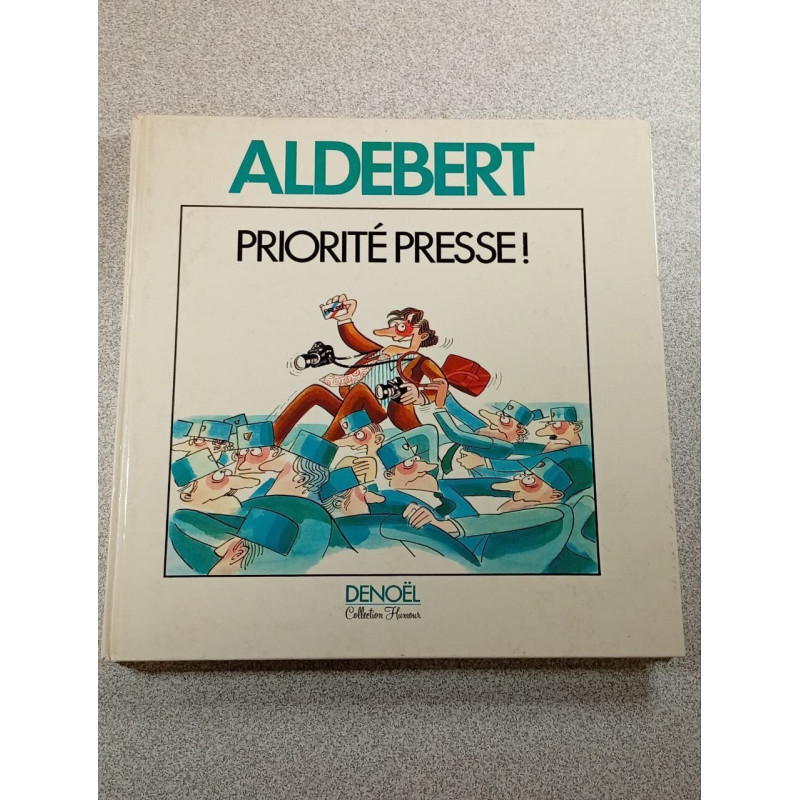 ALDEBERT
PRIORITÉ PRESSE!
DENOËL
Collection Humour